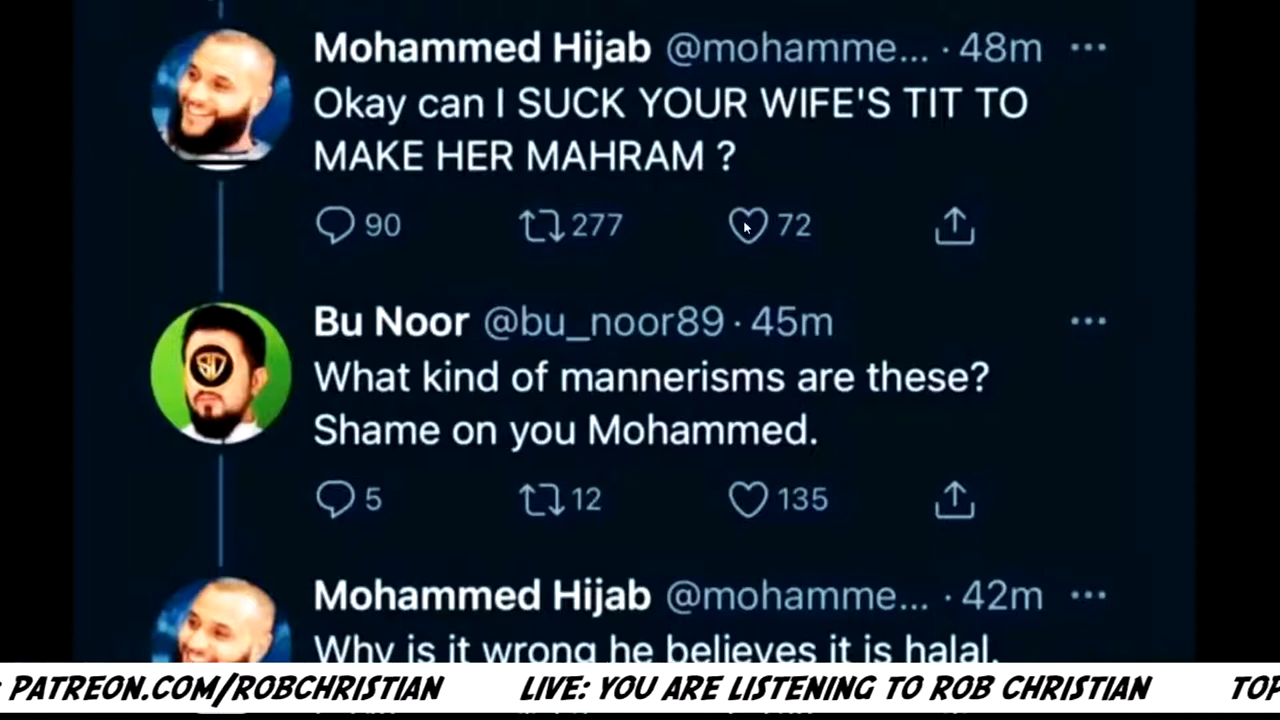 Mohammed Hijab @mohamme... · 48m ...
Okay can I SUCK YOUR WIFE'S TIT TO
MAKE HER MAHRAM ?
90 277 72
Bu Noor @bu_noor89 · 45m ...
What kind of mannerisms are these?
Shame on you Mohammed.
5 12 135
Mohammed Hijab @mohamme... · 42m ...
Why is it wrong he believes it is halal.
: PATREON.COM/ROBCHRISTIAN LIVE: YOU ARE LISTENING TO ROB CHRISTIAN TOP